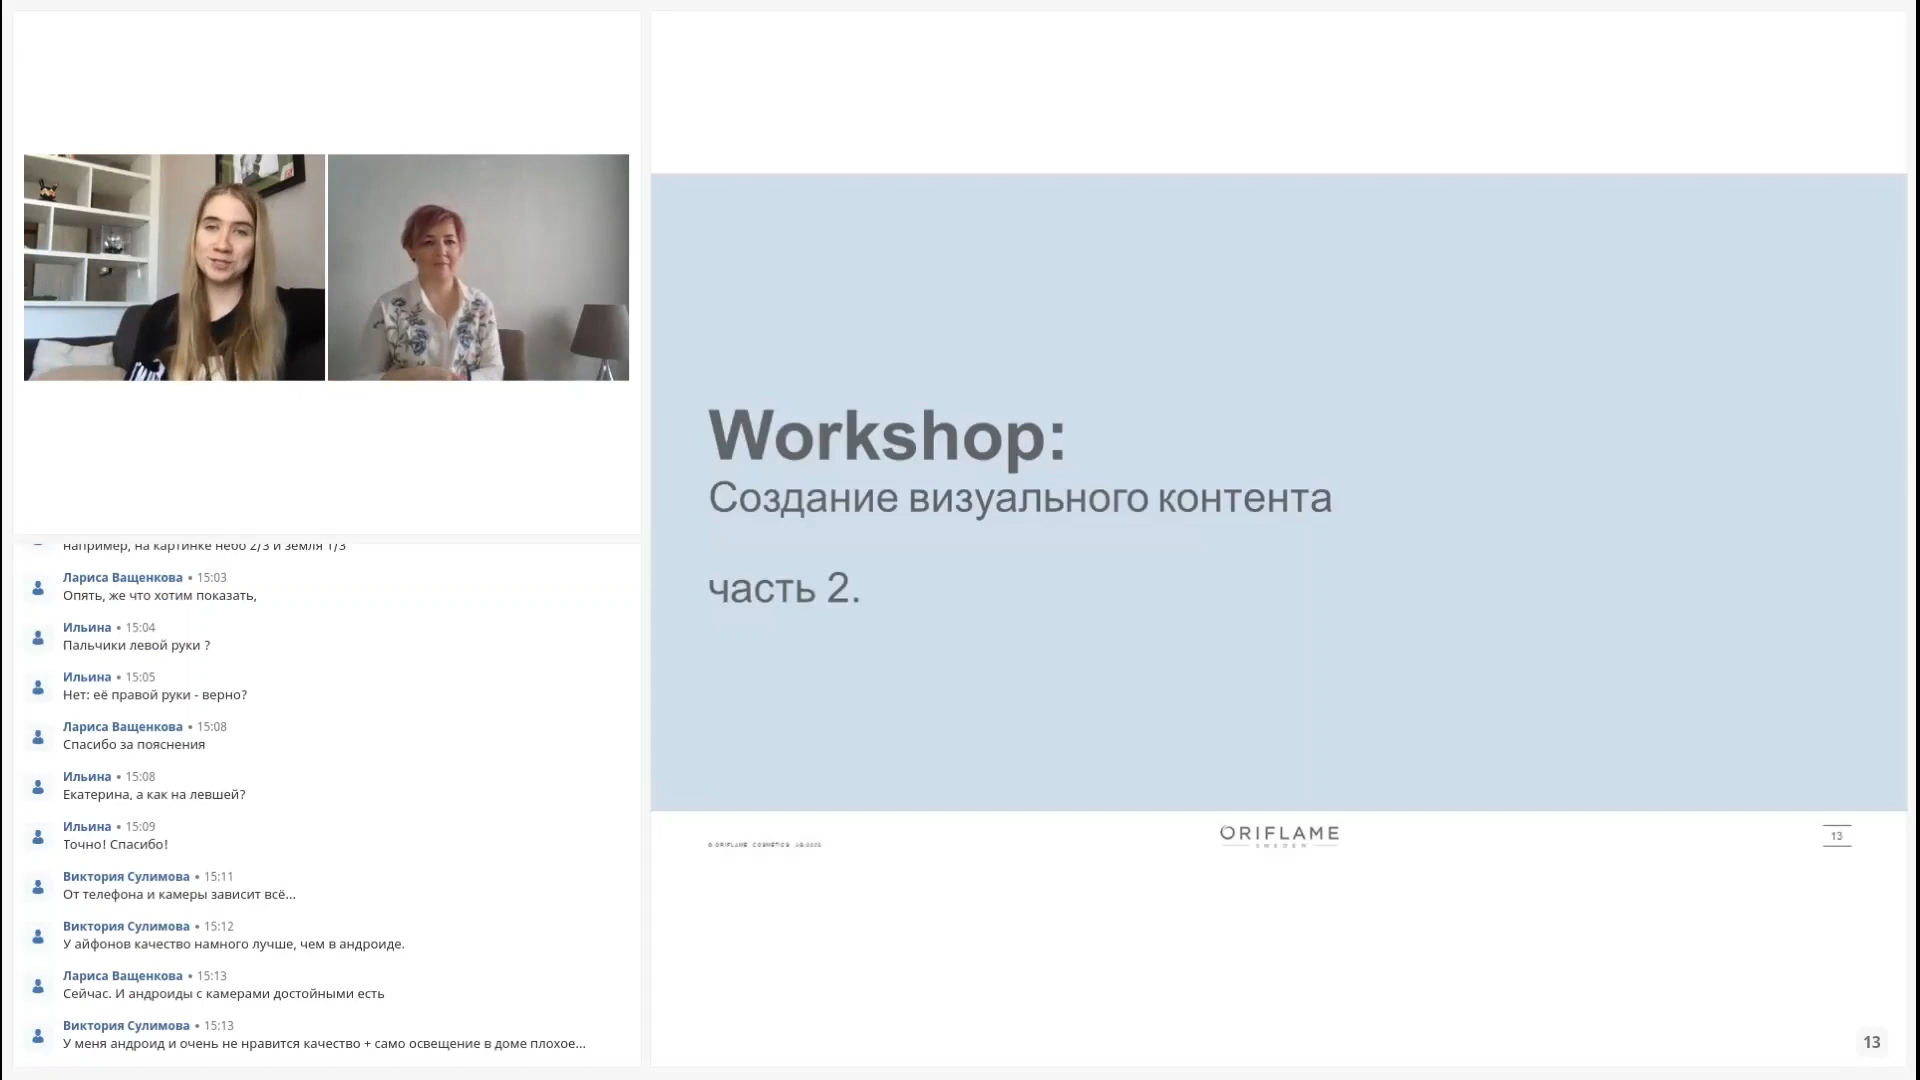 например, на картинке небо 2/3 и земля 1/3
Лариса Ващенкова • 15:03
Опять, же что хотим показать,
Ильина • 15:04
Пальчики левой руки ?
Ильина • 15:05
Нет: её правой руки - верно?
Лариса Ващенкова • 15:08
Спасибо за пояснения
Ильина • 15:08
Екатерина, а как на левшей?
Ильина • 15:09
Точно! Спасибо!
Виктория Сулимова • 15:11
От телефона и камеры зависит всё...
Виктория Сулимова • 15:12
У айфонов качество намного лучше, чем в андроиде.
Лариса Ващенкова • 15:13
Сейчас. И андроиды с камерами достойными есть
Виктория Сулимова • 15:13
У меня андроид и очень не нравится качество + само освещение в доме плохое...
Workshop:
Создание визуального контента
часть 2.
© ORIFLAME COSMETICS
ORIFLAME
SWEDEN
13
13